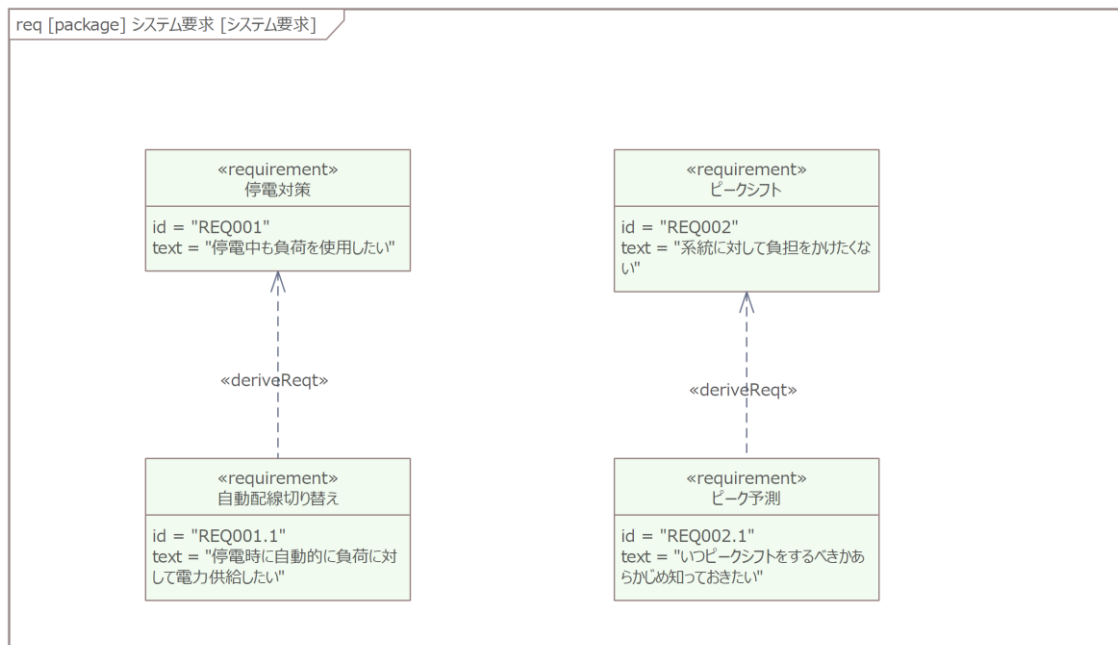 req [package] システム要求 [システム要求]
«requirement»
停電対策
id = "REQ001"
text = "停電中も負荷を使用したい"
«requirement»
ピークシフト
id = "REQ002"
text = "系統に対して負担をかけたくな
い"
«deriveReqt»
«deriveReqt»
«requirement»
自動配線切り替え
id = "REQ001.1"
text = "停電時に自動的に負荷に対
して電力供給したい"
«requirement»
ピーク予測
id = "REQ002.1"
text = "いつピークシフトをするべきかあ
らかじめ知っておきたい"